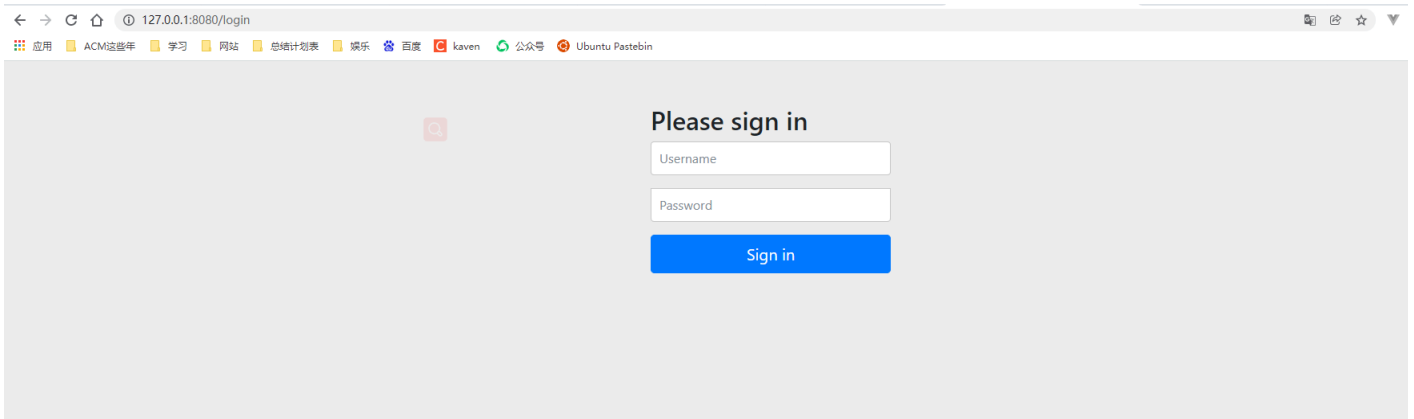 127.0.0.1:8080/login
应用 ACM这些年 学习 网站 总结计划表 娱乐 百度 C kaven 公众号 Ubuntu Pastebin
Please sign in
Username
Password
Sign in